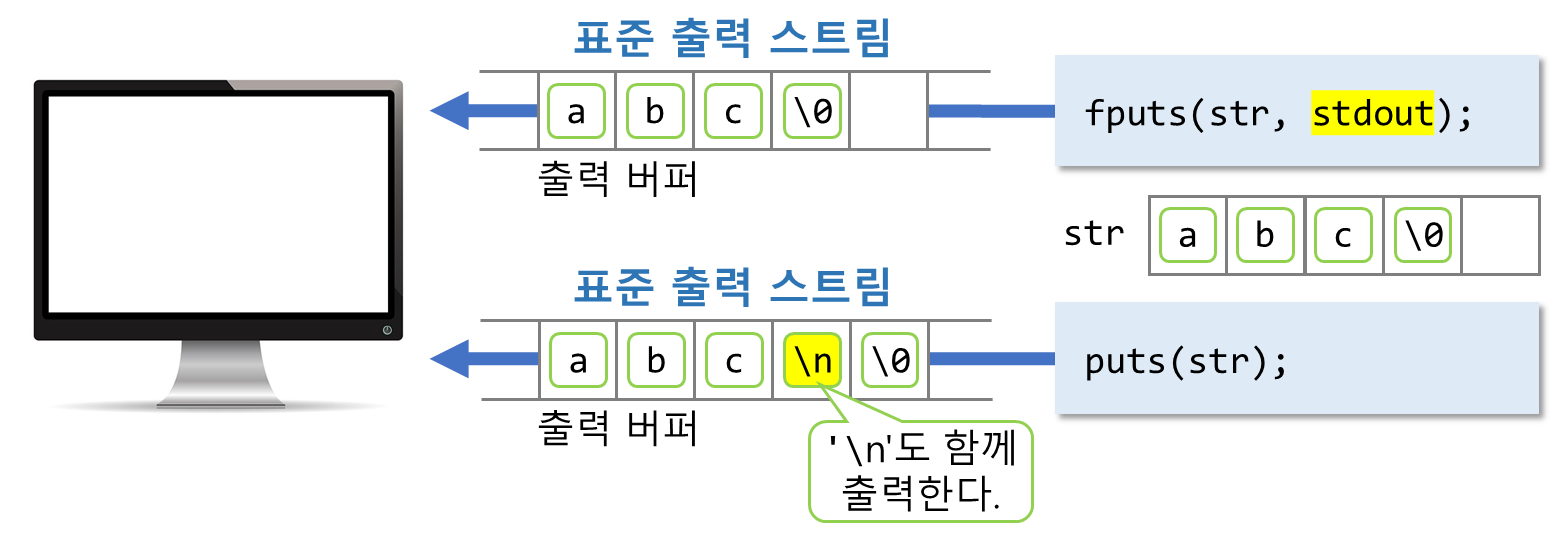 표준 출력 스트림
a b c \0
출력 버퍼
fputs(str, stdout);
str a b c \0
표준 출력 스트림
a b c \n \0
출력 버퍼
puts(str);
'\n'도 함께
출력한다.